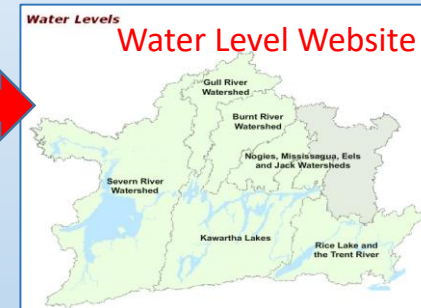 Water Levels
Water Level Website
Gull River
Watershed
Burnt River
Watershed
Nogies, Mississagua, Eels
and Jack Watersheds
Severn River
Watershed
Kawartha Lakes
Rice Lake and
the Trent River